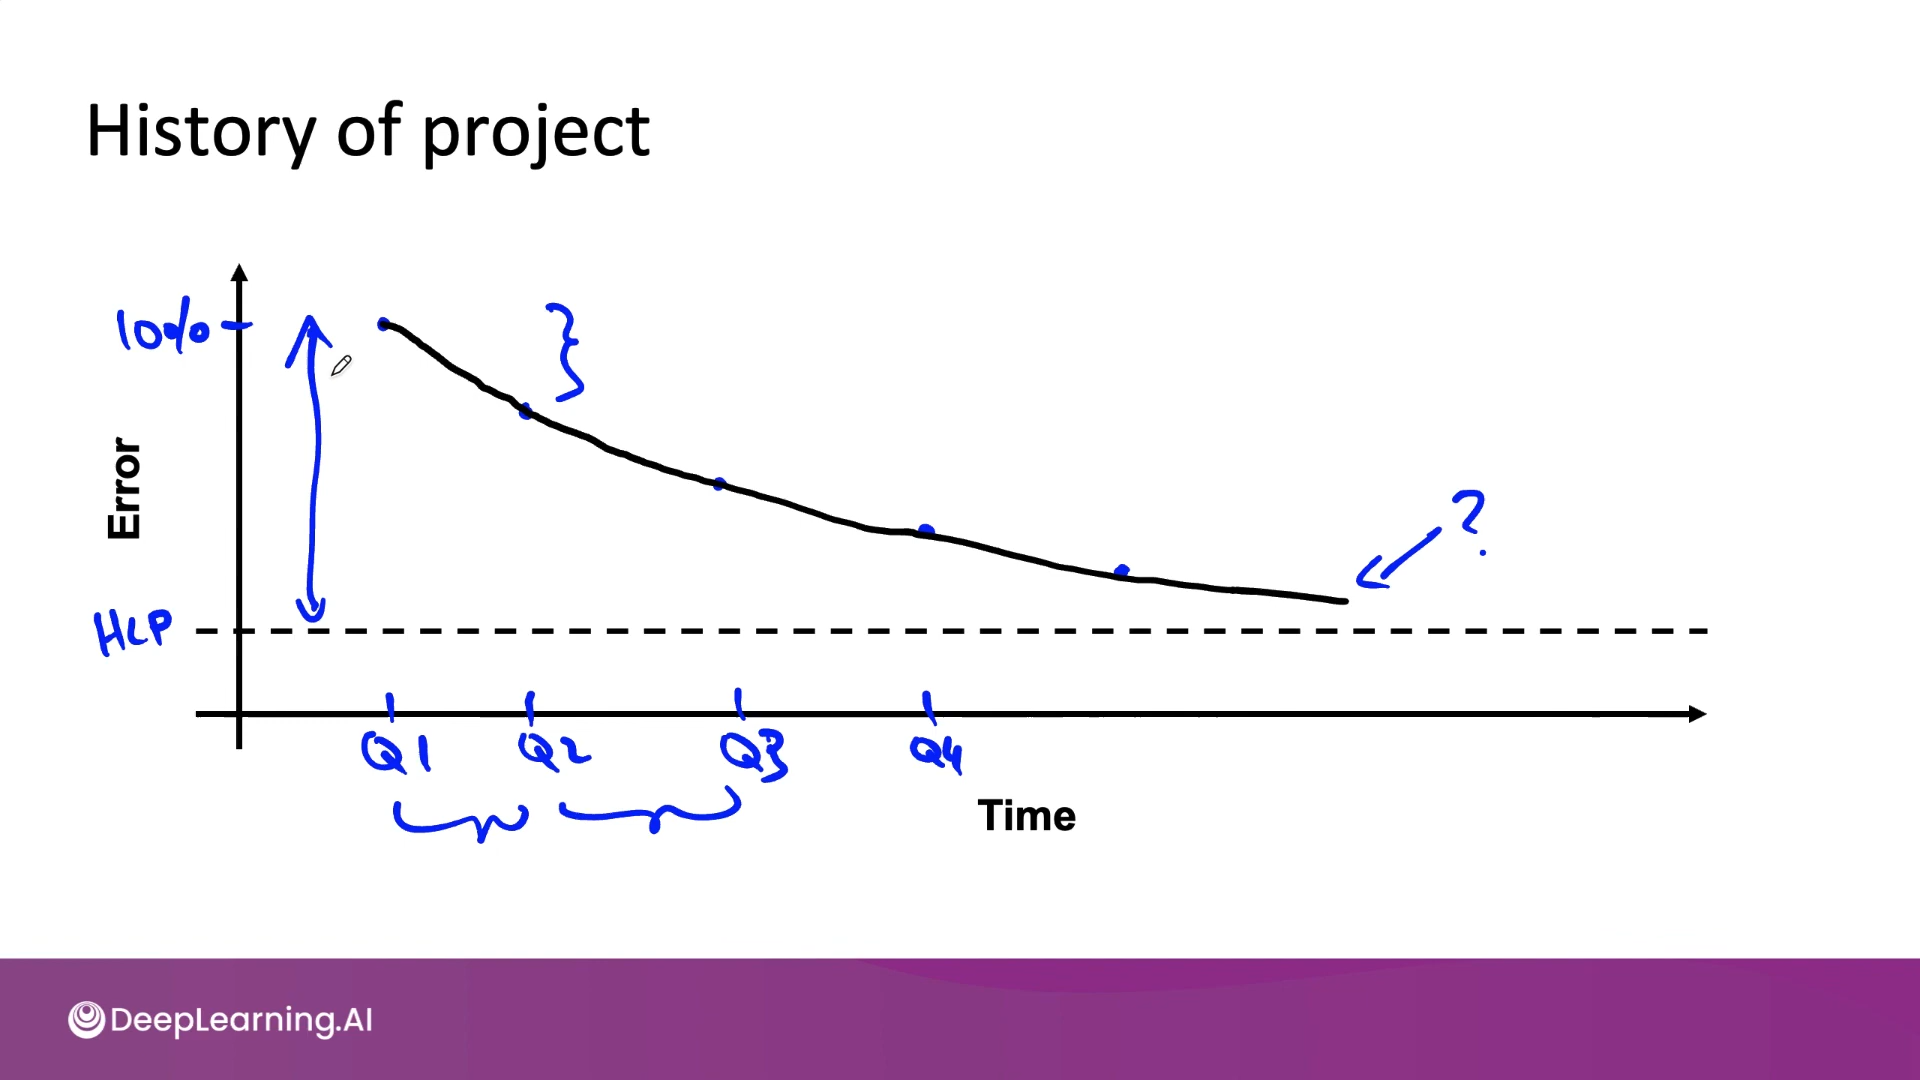 History of project
10%
Error
?
HLP
Q1 Q2 Q3 Q4
Time
DeepLearning.AI